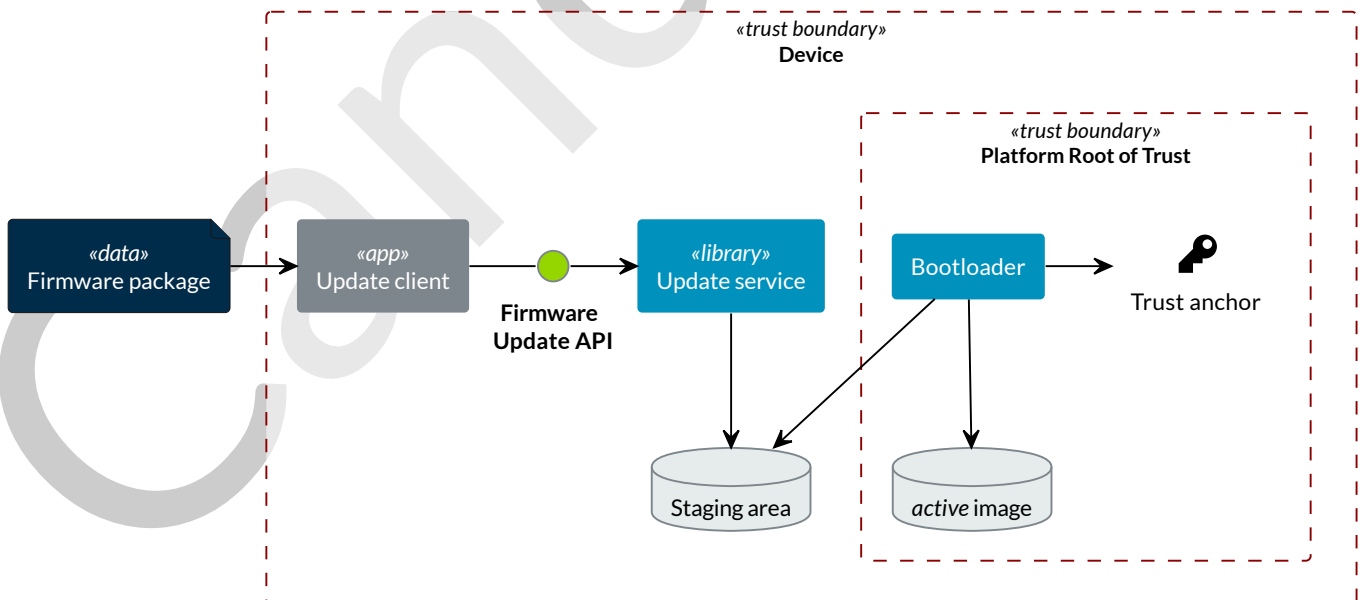 «trust boundary»
Device
«trust boundary»
Platform Root of Trust
«data»
Firmware package
«app»
Update client
Firmware
Update API
«library»
Update service
Bootloader
Trust anchor
Staging area
active image